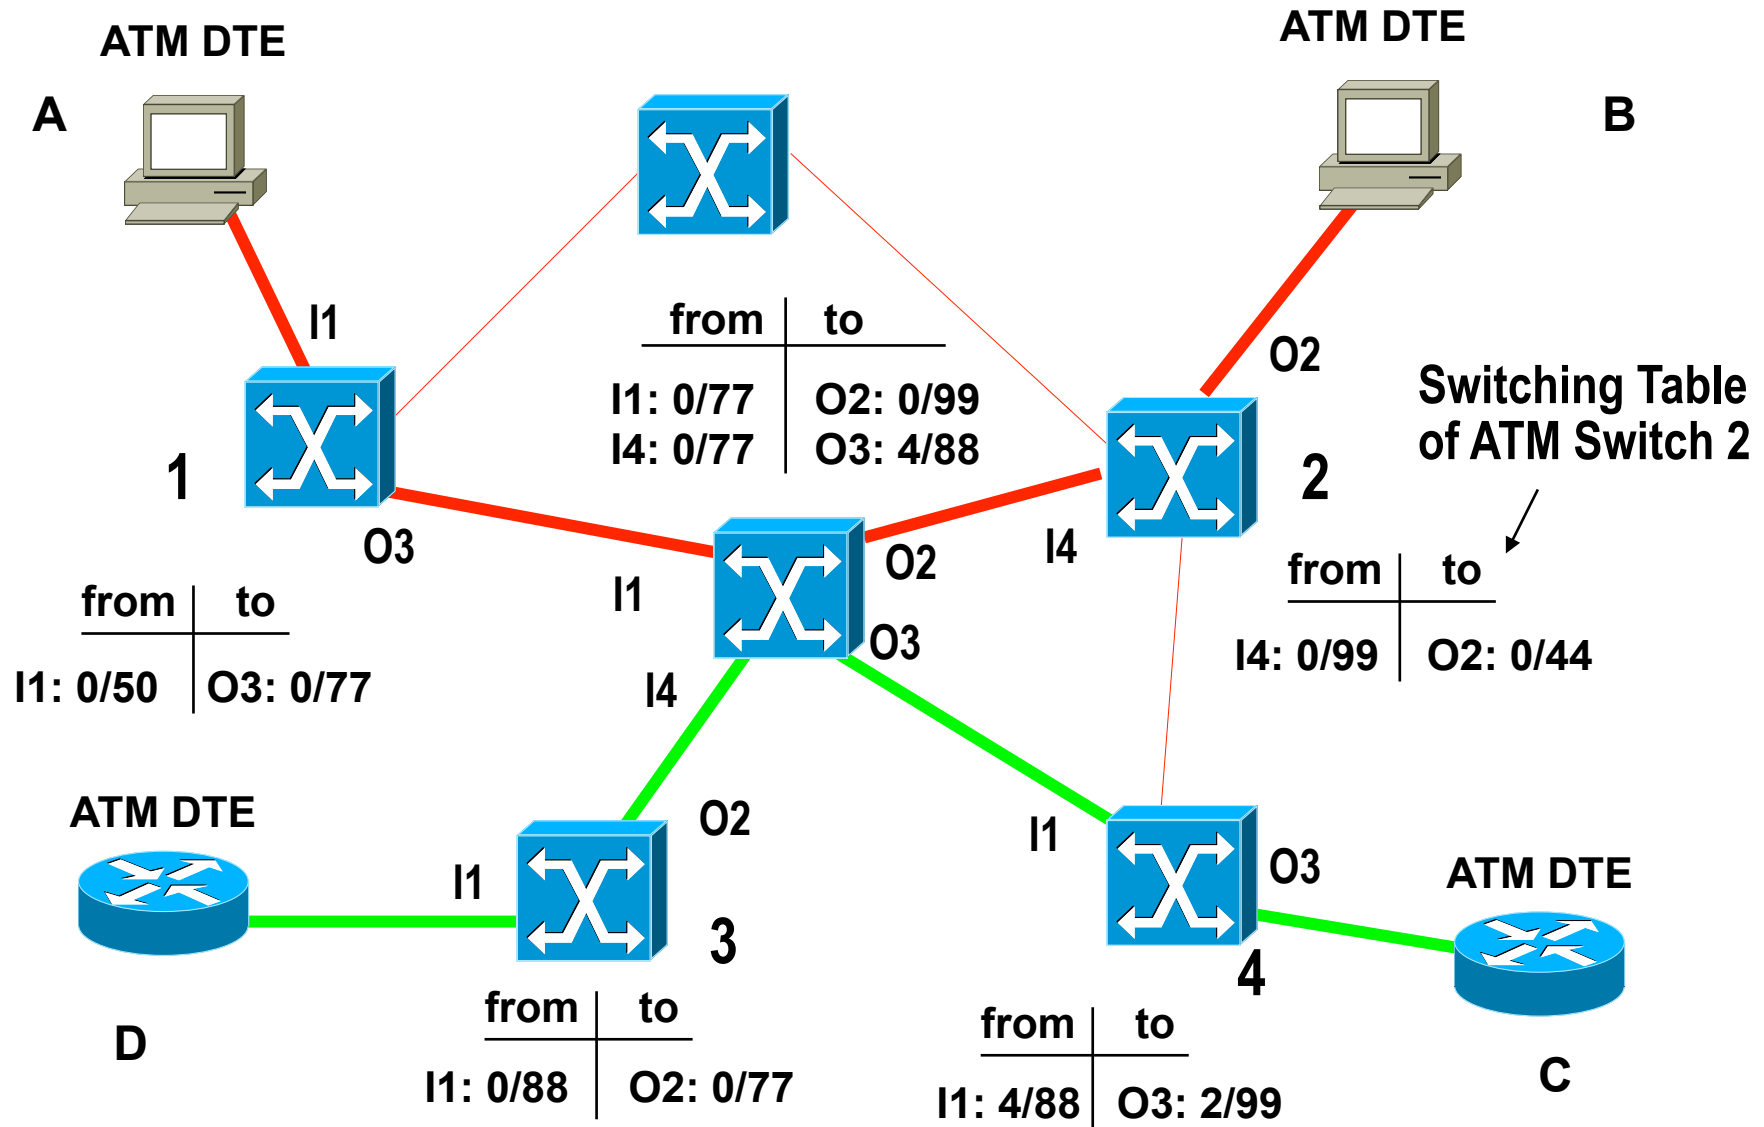 ATM DTE
ATM DTE
A
B
I1
from to
O2
I1: 0/77 O2: 0/99
I4: 0/77 O3: 4/88
Switching Table
of ATM Switch 2
1
2
O3
I4
O2
I1
O3
from to
I4: 0/99 O2: 0/44
from to
I1: 0/50 O3: 0/77
I4
ATM DTE
O2
I1
O3
ATM DTE
I1
3
4
from to
I1: 0/88 O2: 0/77
D
from to
I1: 4/88 O3: 2/99
C